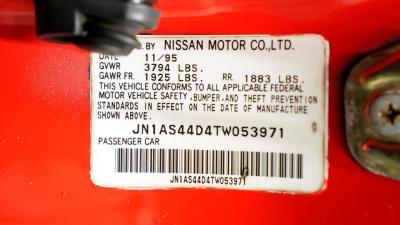 BY NISSAN MOTOR CO.,LTD.
DATE 11/95
GVWR 3794 LBS.
GAWR FR. 1925 LBS. RR. 1883 LBS.
THIS VEHICLE CONFORMS TO ALL APPLICABLE FEDERAL
MOTOR VEHICLE SAFETY, BUMPER, AND THEFT PREVENTION
STANDARDS IN EFFECT ON THE DATE OF MANUFACTURE
SHOWN ABOVE.
JN1AS44D4TW053971
PASSENGER CAR
JN1AS44D4TW053971